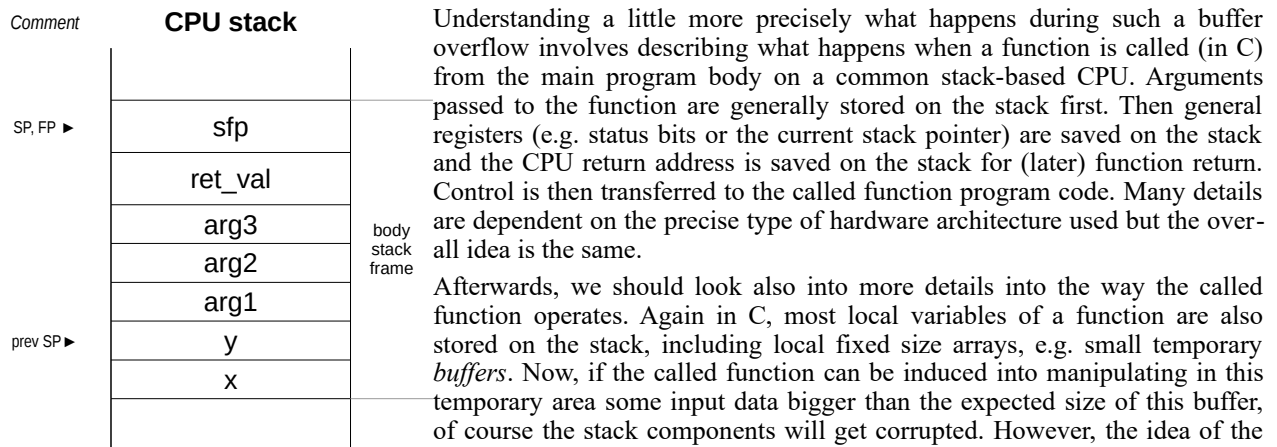 Comment
CPU stack
SP, FP ►
sfp
ret_val
arg3
arg2
arg1
prev SP ►
y
x
body
stack
frame
Understanding a little more precisely what happens during such a buffer
overflow involves describing what happens when a function is called (in C)
from the main program body on a common stack-based CPU. Arguments
passed to the function are generally stored on the stack first. Then general
registers (e.g. status bits or the current stack pointer) are saved on the stack
and the CPU return address is saved on the stack for (later) function return.
Control is then transferred to the called function program code. Many details
are dependent on the precise type of hardware architecture used but the over-
all idea is the same.
Afterwards, we should look also into more details into the way the called
function operates. Again in C, most local variables of a function are also
stored on the stack, including local fixed size arrays, e.g. small temporary
buffers. Now, if the called function can be induced into manipulating in this
temporary area some input data bigger than the expected size of this buffer,
of course the stack components will get corrupted. However, the idea of the